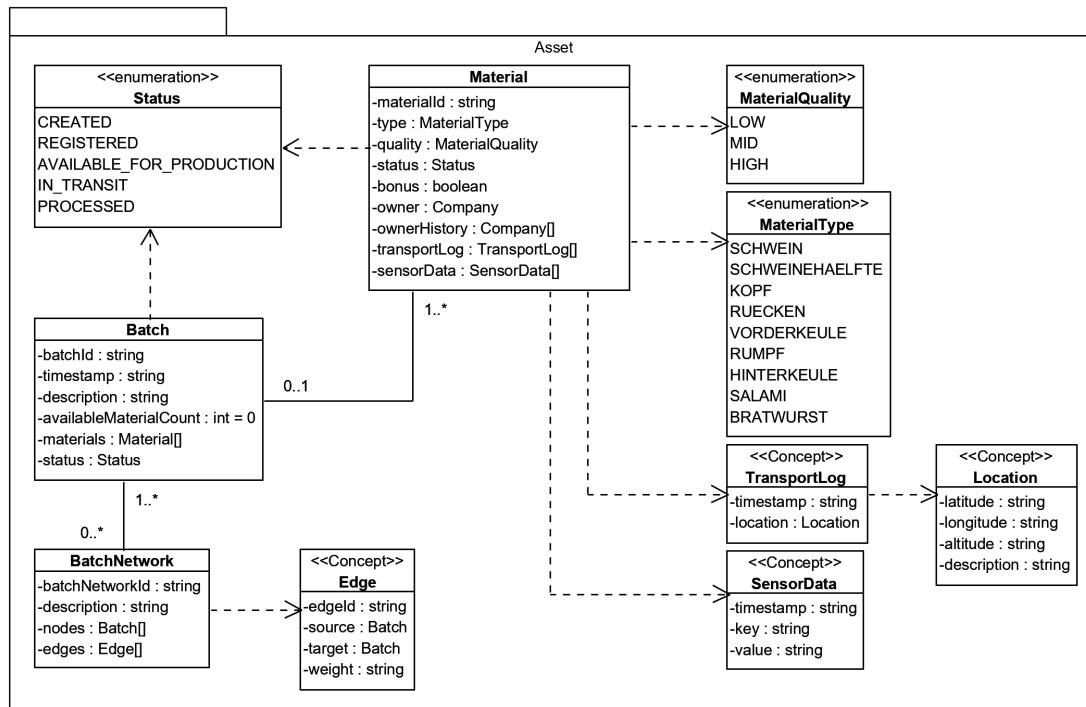 Asset
<<enumeration>>
Status
CREATED
REGISTERED
AVAILABLE_FOR_PRODUCTION
IN_TRANSIT
PROCESSED
Material
-materialId : string
-type : MaterialType
-quality : MaterialQuality
-status : Status
-bonus : boolean
-owner : Company
-ownerHistory : Company[]
-transportLog : TransportLog[]
-sensorData : SensorData[]
<<enumeration>>
MaterialQuality
LOW
MID
HIGH
<<enumeration>>
MaterialType
SCHWEIN
SCHWEINEHAELFTE
KOPF
RUECKEN
VORDERKEULE
RUMPF
HINTERKEULE
SALAMI
BRATWURST
1..*
0..1
Batch
-batchId : string
-timestamp : string
-description : string
-availableMaterialCount : int = 0
-materials : Material[]
-status : Status
1..*
0..*
BatchNetwork
-batchNetworkId : string
-description : string
-nodes : Batch[]
-edges : Edge[]
<<Concept>>
Edge
-edgeId : string
-source : Batch
-target : Batch
-weight : string
<<Concept>>
TransportLog
-timestamp : string
-location : Location
<<Concept>>
Location
-latitude : string
-longitude : string
-altitude : string
-description : string
<<Concept>>
SensorData
-timestamp : string
-key : string
-value : string